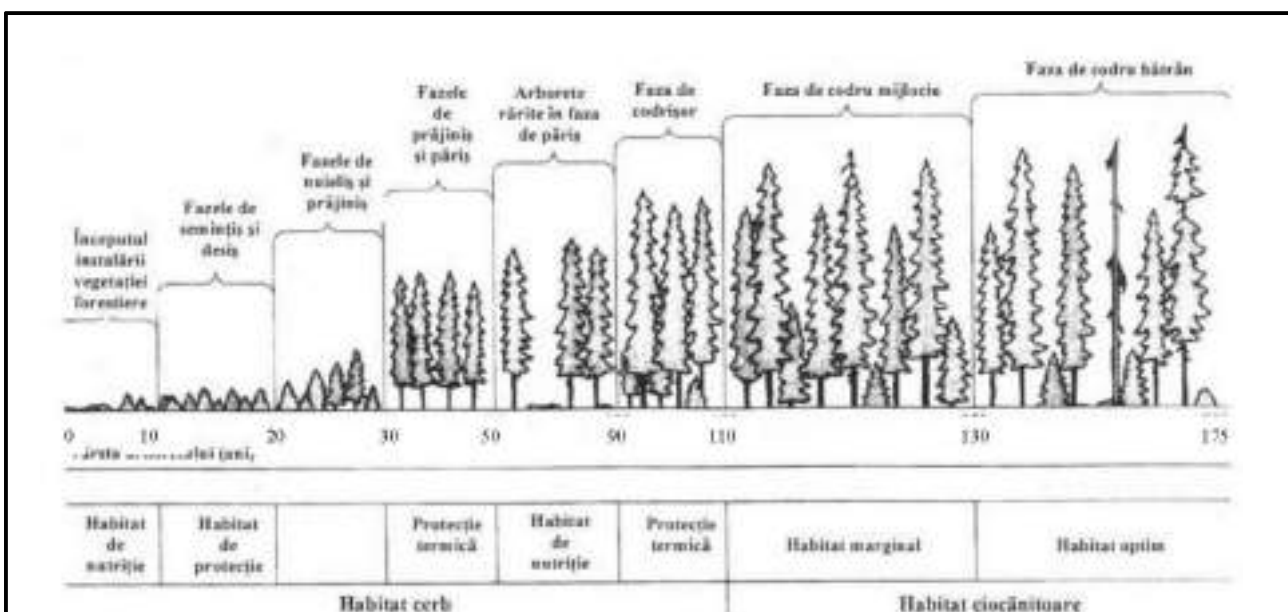 Începutul
instalării
vegetației
forestiere
Fazele de
semințiș și
desiș
Fazele de
nuieliș și
prăjiniș
Fazele
de
prăjiniș
și păriș
Arborete
rărite în faza
de păriș
Faza de
codrișor
Faza de codru mijlociu
Faza de codru bătrân
0 10 20 30 50 90 110 130 175
Vârsta arboretului (ani)
Habitat
de
nutriție
Habitat
de
protecție
Protecție
termică
Habitat
de
nutriție
Protecție
termică
Habitat marginal
Habitat optim
Habitat cerb
Habitat ciocănitoare